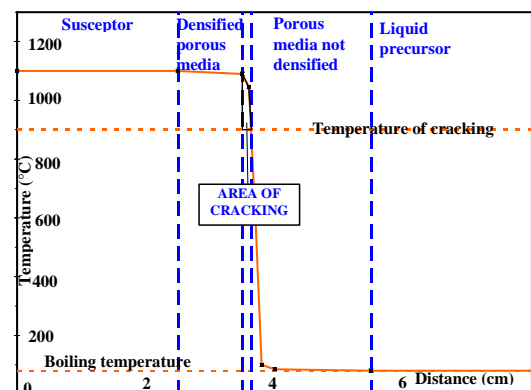 Susceptor
Densified
porous
media
Porous
media not
densified
Liquid
precursor
1200
1000
800
600
400
200
0
Temperature (°C)
Temperature of cracking
AREA OF
CRACKING
Boiling temperature
2
4
6
Distance (cm)